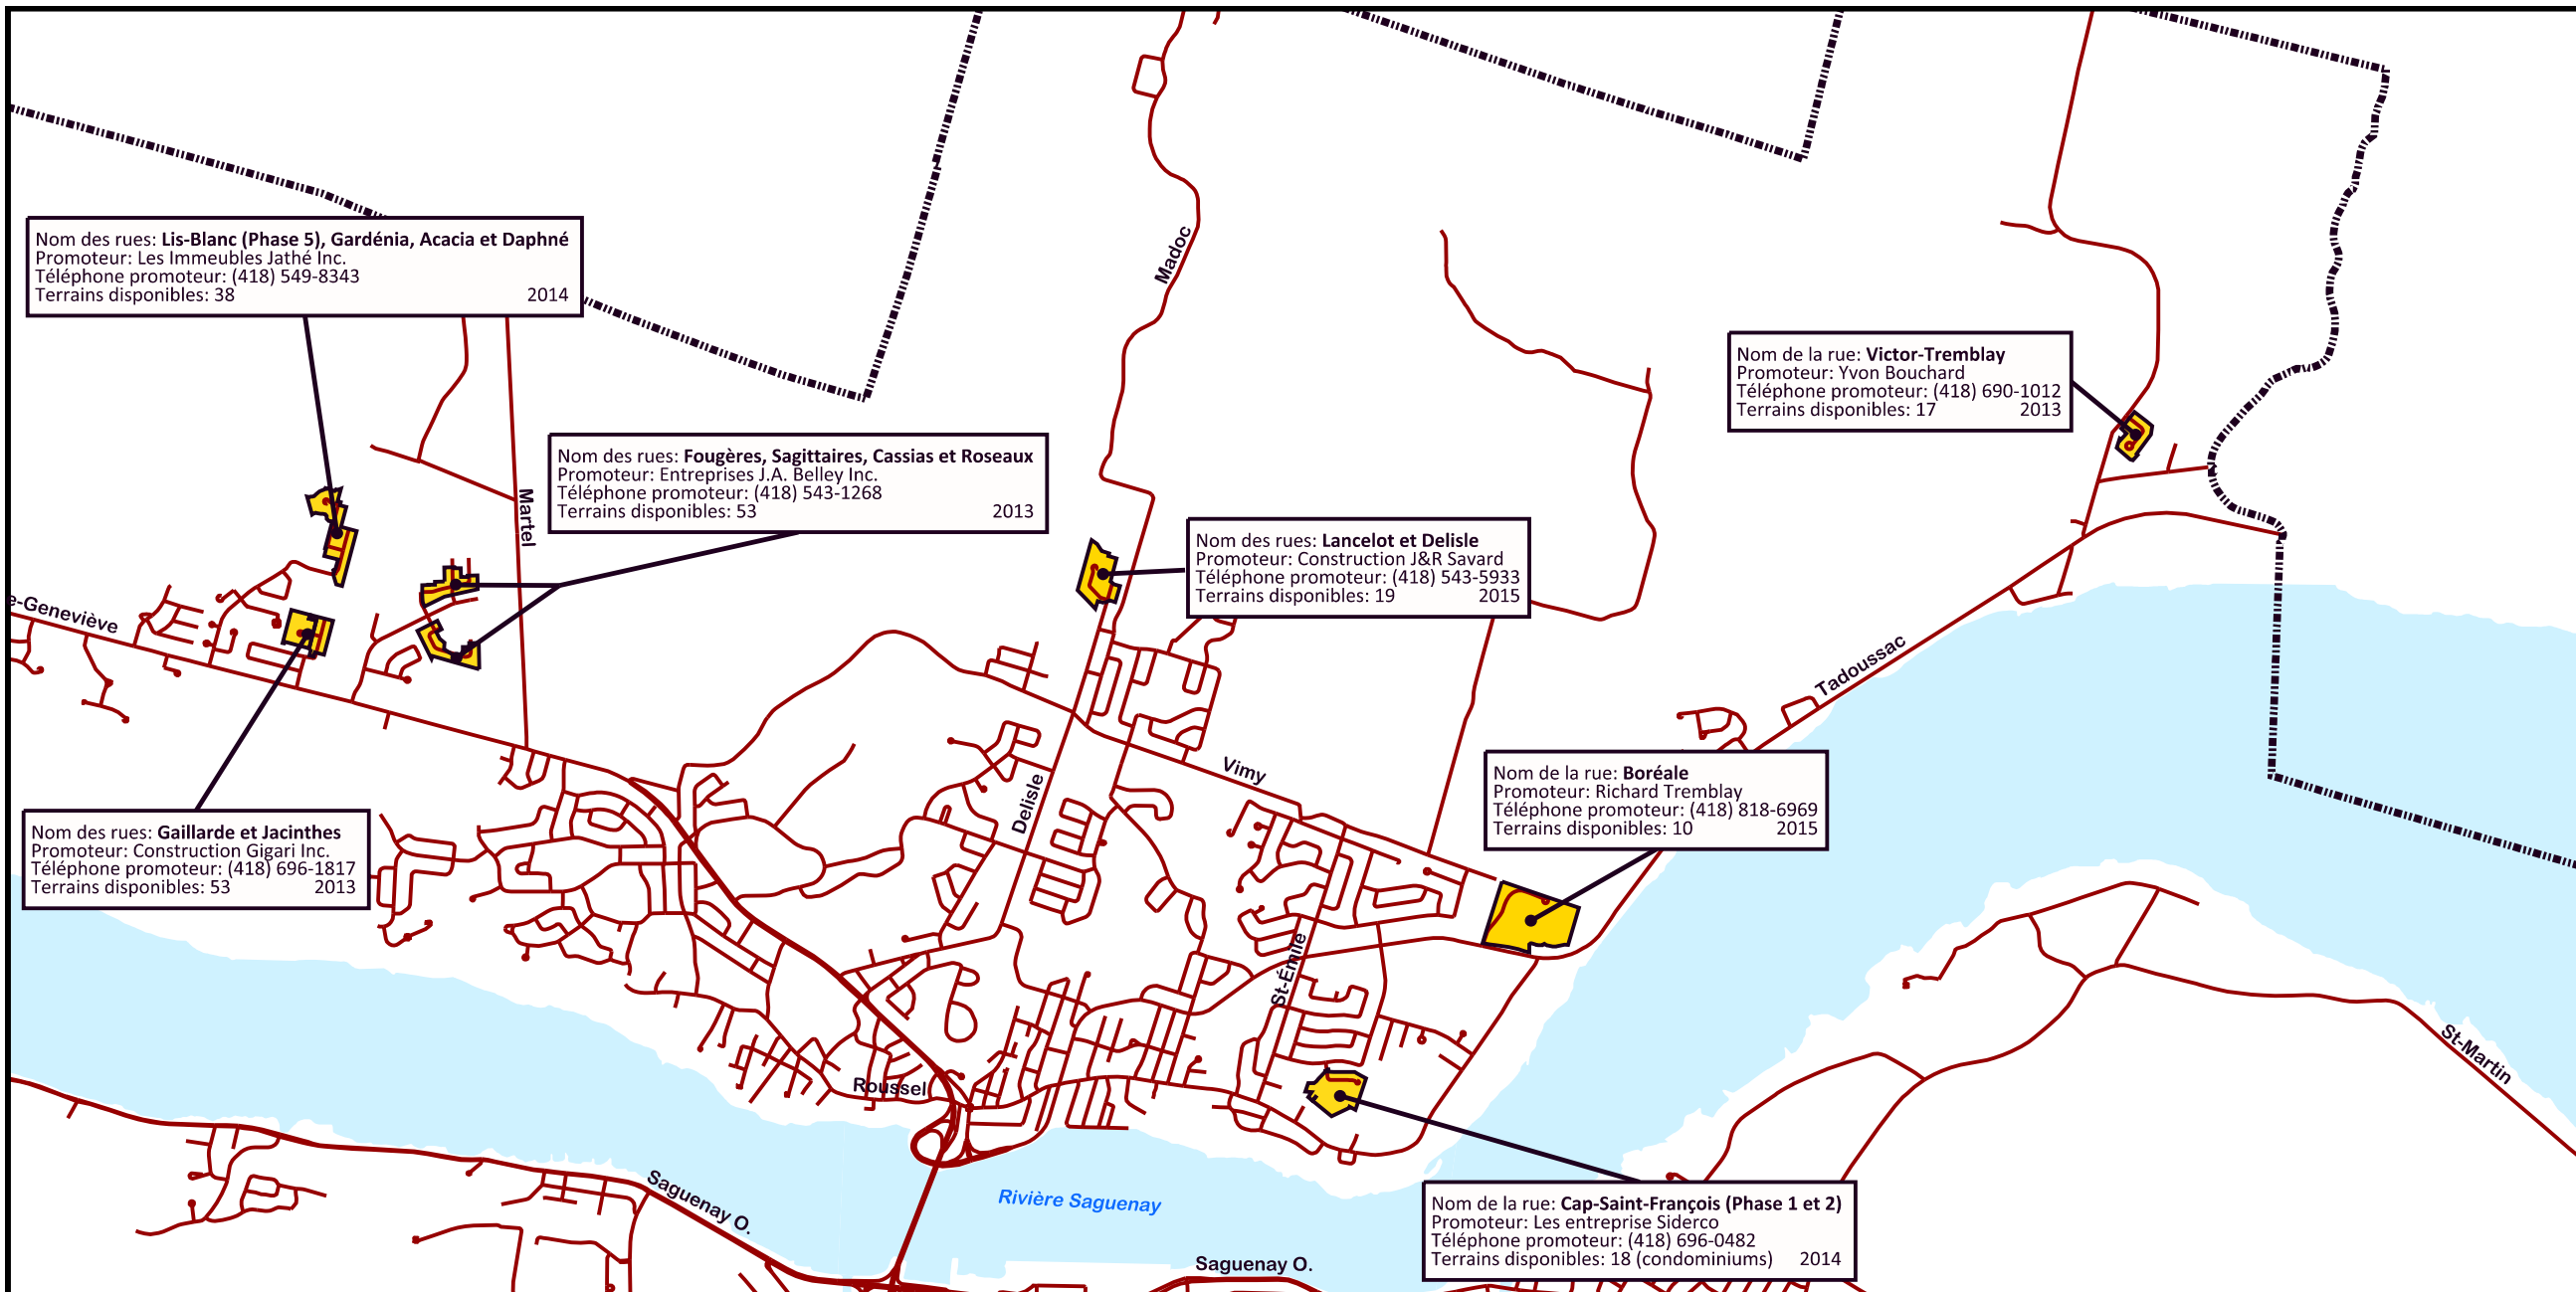 Nom des rues: Lis-Blanc (Phase 5), Gardénia, Acacia et Daphné
Promoteur: Les Immeubles Jathé Inc.
Téléphone promoteur: (418) 549-8343
Terrains disponibles: 38 2014
Madoc
Nom de la rue: Victor-Tremblay
Promoteur: Yvon Bouchard
Téléphone promoteur: (418) 690-1012
Terrains disponibles: 17 2013
Nom des rues: Fougères, Sagittaires, Cassias et Roseaux
Promoteur: Entreprises J.A. Belley Inc.
Téléphone promoteur: (418) 543-1268
Terrains disponibles: 53 2013
Martel
Nom des rues: Lancelot et Delisle
Promoteur: Construction J&R Savard
Téléphone promoteur: (418) 543-5933
Terrains disponibles: 19 2015
e-Geneviève
Tadoussac
Vimy
Delisle
Nom de la rue: Boréale
Promoteur: Richard Tremblay
Téléphone promoteur: (418) 818-6969
Terrains disponibles: 10 2015
Nom des rues: Gaillarde et Jacinthes
Promoteur: Construction Gigari Inc.
Téléphone promoteur: (418) 696-1817
Terrains disponibles: 53 2013
St-Émile
St-Martin
Roussel
Saguenay O.
Rivière Saguenay
Nom de la rue: Cap-Saint-François (Phase 1 et 2)
Promoteur: Les entreprise Siderco
Téléphone promoteur: (418) 696-0482
Terrains disponibles: 18 (condominiums) 2014
Saguenay O.